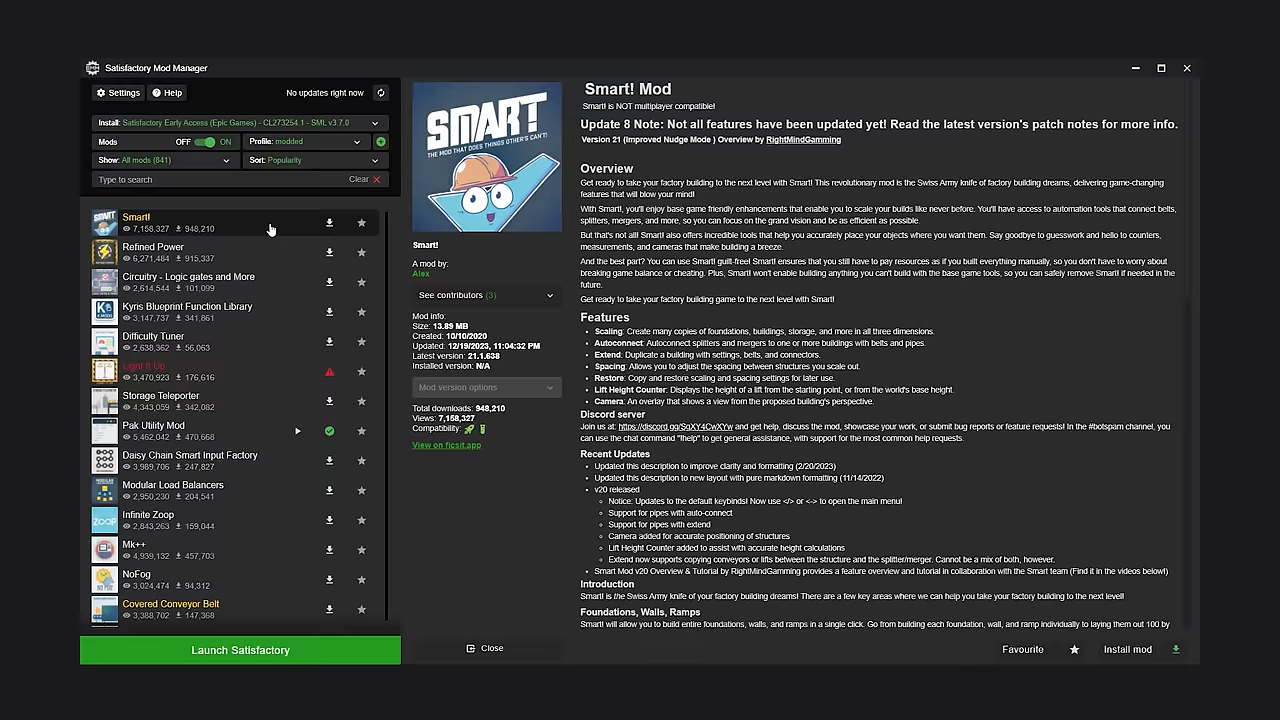 Satisfactory Mod Manager
Settings
Help
No updates right now
Install: Satisfactory Early Access (Epic Games) - CL273254.1 - SML v3.7.0
Mods OFF ON
Profile: modded
Show: All mods (841)
Sort: Popularity
Type to search
Clear
Smart!
7,158,327 948,210
Refined Power
6,271,484 915,337
Circuitry - Logic gates and More
2,614,544 101,099
Kyris Blueprint Function Library
3,147,737 341,861
Difficulty Tuner
2,638,362 56,063
Light It Up
3,470,923 176,616
Storage Teleporter
4,343,059 342,082
Pak Utility Mod
5,462,042 470,668
Daisy Chain Smart Input Factory
3,989,706 247,827
Modular Load Balancers
2,950,230 204,541
ZOOP
Infinite Zoop
2,843,263 159,044
Mk++
4,939,132 457,703
NoFog
3,024,474 94,312
Covered Conveyor Belt
3,388,702 147,368
Launch Satisfactory
SMART
THE MOD THAT DOES THINGS OTHER'S CAN'T!
Smart!
A mod by:
Alex
See contributors (3)
Mod info:
Size: 13.89 MB
Created: 10/10/2020
Updated: 12/19/2023, 11:04:32 PM
Latest version: 21.1.638
Installed version: N/A
Mod version options
Total downloads: 948,210
Views: 7,158,327
Compatibility:
View on ficsit.app
Close
Smart! Mod
Smart! is NOT multiplayer compatible!
Update 8 Note: Not all features have been updated yet! Read the latest version's patch notes for more info.
Version 21 (Improved Nudge Mode ) Overview by RightMindGamming
Overview
Get ready to take your factory building to the next level with Smart! This revolutionary mod is the Swiss Army knife of factory building dreams, delivering game-changing
features that will blow your mind!
With Smart!, you'll enjoy base game friendly enhancements that enable you to scale your builds like never before. You'll have access to automation tools that connect belts,
splitters, mergers, and more, so you can focus on the grand vision and be as efficient as possible.
But that's not all! Smart! also offers incredible tools that help you accurately place your objects where you want them. Say goodbye to guesswork and hello to counters,
measurements, and cameras that make building a breeze.
And the best part? You can use Smart! guilt-free! Smart! ensures that you still have to pay resources as if you built everything manually, so you don't have to worry about
breaking game balance or cheating. Plus, Smart! won't enable building anything you can't build with the base game tools, so you can safely remove Smart! if needed in the
future.
Get ready to take your factory building game to the next level with Smart!
Features
• Scaling: Create many copies of foundations, buildings, storage, and more in all three dimensions.
• Autoconnect: Autoconnect splitters and mergers to one or more buildings with belts and pipes.
• Extend: Duplicate a building with settings, belts, and connectors.
• Spacing: Allows you to adjust the spacing between structures you scale out.
• Restore: Copy and restore scaling and spacing settings for later use.
• Lift Height Counter: Displays the height of a lift from the starting point, or from the world's base height.
• Camera: An overlay that shows a view from the proposed building's perspective.
Discord server
Join us at: https://discord.gg/SgXY4CwXYw and get help, discuss the mod, showcase your work, or submit bug reports or feature requests! In the #botspam channel, you
can use the chat command "!help" to get general assistance, with support for the most common help requests.
Recent Updates
• Updated this description to improve clarity and formatting (2/20/2023)
• Updated this description to new layout with pure markdown formatting (11/14/2022)
• v20 released
Notice: Updates to the default keybinds! Now use </> or <-> to open the main menu!
Support for pipes with auto-connect
Support for pipes with extend
Camera added for accurate positioning of structures
Lift Height Counter added to assist with accurate height calculations
Extend now supports copying conveyors or lifts between the structure and the splitter/merger. Cannot be a mix of both, however.
• Smart Mod v20 Overview & Tutorial by RightMindGamming provides a feature overview and tutorial in collaboration with the Smart team (Find it in the videos below!)
Introduction
Smart! is the Swiss Army knife of your factory building dreams! There are a few key areas where we can help you take your factory building to the next level!
Foundations, Walls, Ramps
Smart! will allow you to build entire foundations, walls, and ramps in a single click. Go from building each foundation, wall, and ramp individually to laying them out 100 by
Favourite
Install mod